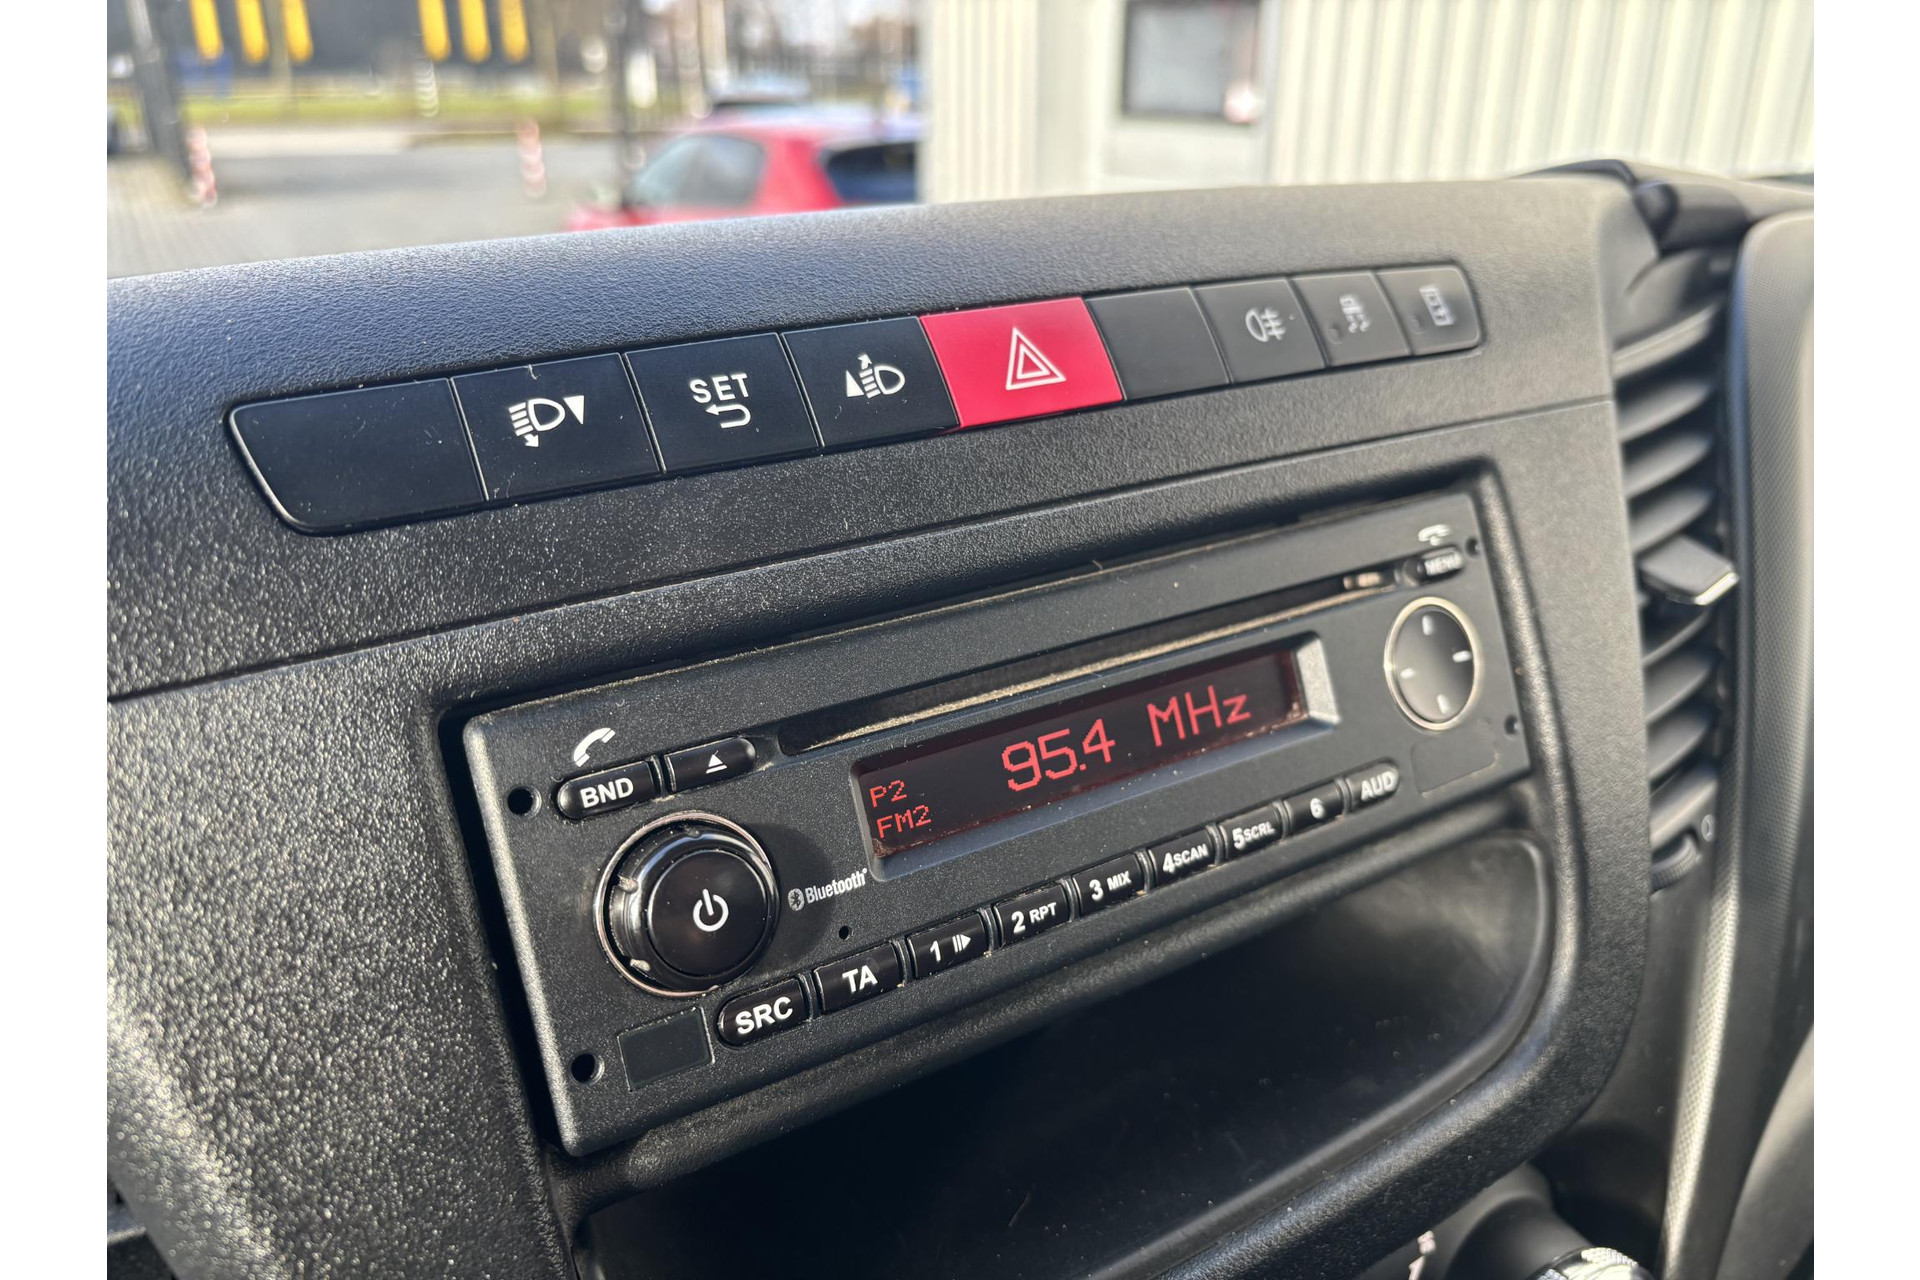 SET
MENU
BND
95.4 MHz
P2
FM2
Bluetooth®
SRC
TA
1
2 RPT
3 MIX
4SCAN
5SCRL
6
AUD